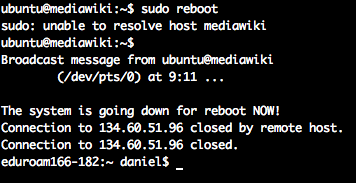 ubuntu@mediawiki:~$ sudo reboot
sudo: unable to resolve host mediawiki
ubuntu@mediawiki:~$
Broadcast message from ubuntu@mediawiki
(/dev/pts/0) at 9:11 ...
The system is going down for reboot NOW!
Connection to 134.60.51.96 closed by remote host.
Connection to 134.60.51.96 closed.
eduroam166-182:~ daniel$ _